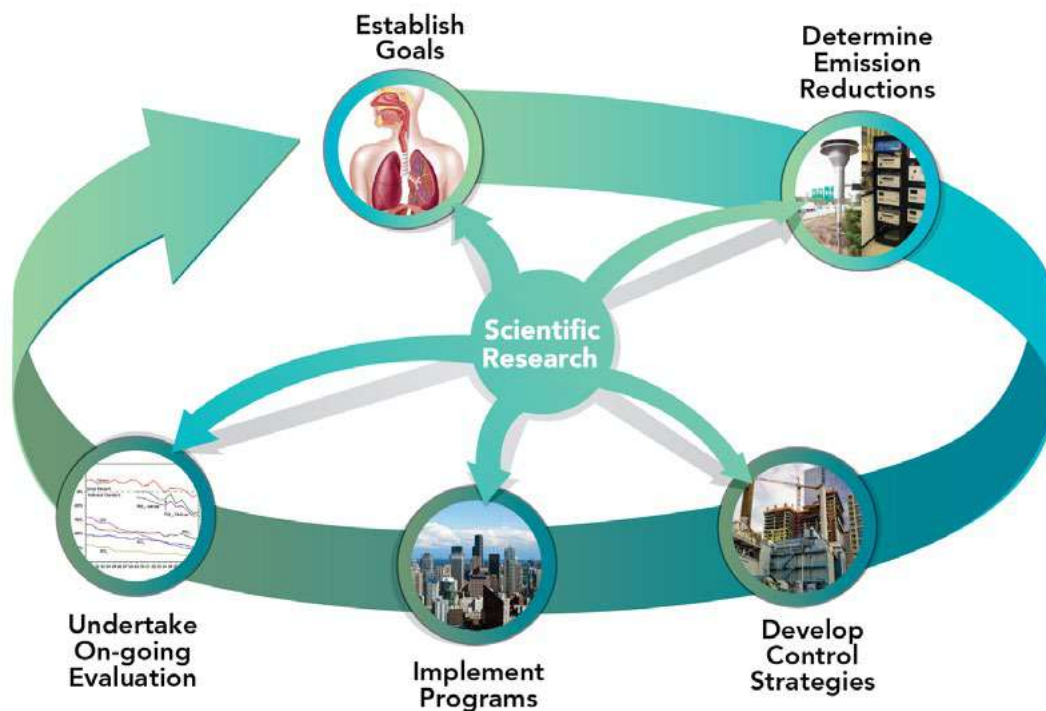 Establish
Goals
Determine
Emission
Reductions
Scientific
Research
Undertake
On-going
Evaluation
Implement
Programs
Develop
Control
Strategies